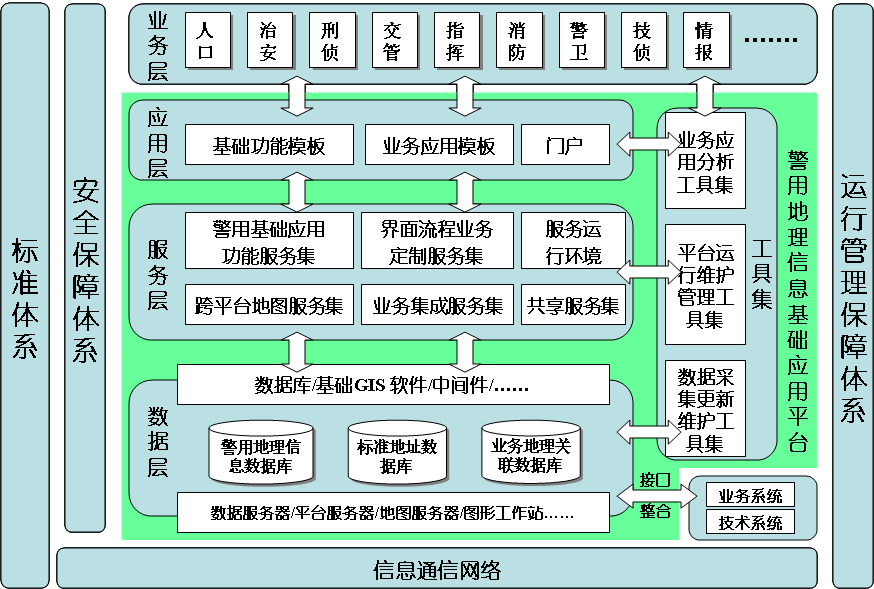 标准体系
安全保障体系
业务层
人口
治安
刑侦
交管
指挥
消防
警卫
技侦
情报
........
应用层
基础功能模板
业务应用模板
门户
服务层
警用基础应用
功能服务集
界面流程业务
定制服务集
服务运
行环境
跨平台地图服务集
业务集成服务集
共享服务集
数据层
数据库/基础GIS 软件/中间件/……
警用地理信
息数据库
标准地址数
据库
业务地理关
联数据库
数据服务器/平台服务器/地图服务器/图形工作站……
业务应
用分析
工具集
平台运
行维护
管理工
具集
数据采
集更新
维护工
具集
工具集
警用地理信息基础应用平台
接口
整合
业务系统
技术系统
运行管理保障体系
信息通信网络